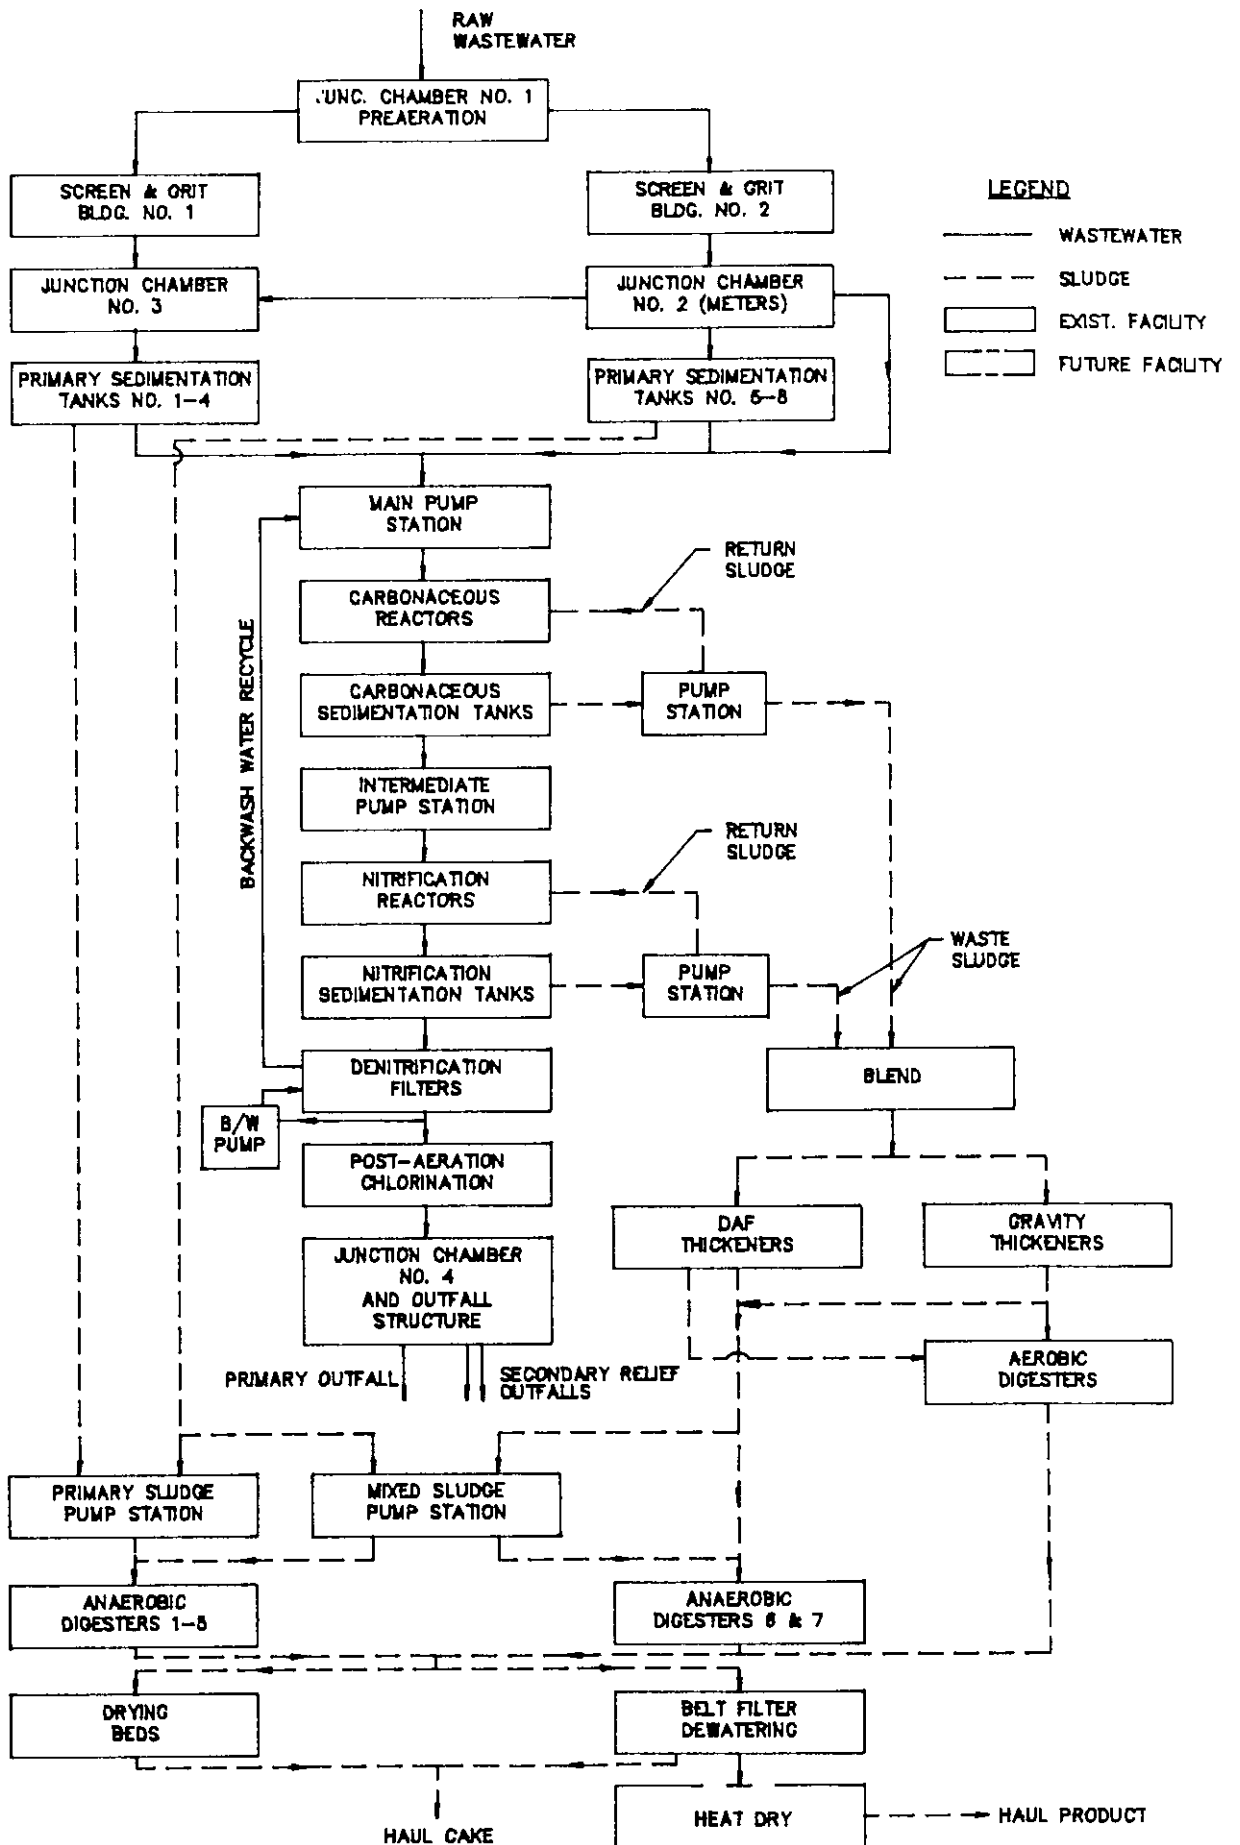 RAW
WASTEWATER
JUNC. CHAMBER NO. 1
PREAERATION
SCREEN & GRIT
BLDG. NO. 1
SCREEN & GRIT
BLDG. NO. 2
LEGEND
WASTEWATER
SLUDGE
EXIST. FACILITY
FUTURE FACILITY
JUNCTION CHAMBER
NO. 3
JUNCTION CHAMBER
NO. 2 (METERS)
PRIMARY SEDIMENTATION
TANKS NO. 1-4
PRIMARY SEDIMENTATION
TANKS NO. 5-8
MAIN PUMP
STATION
BACKWASH WATER RECYCLE
RETURN
SLUDGE
CARBONACEOUS
REACTORS
CARBONACEOUS
SEDIMENTATION TANKS
PUMP
STATION
INTERMEDIATE
PUMP STATION
RETURN
SLUDGE
NITRIFICATION
REACTORS
WASTE
SLUDGE
NITRIFICATION
SEDIMENTATION TANKS
PUMP
STATION
DENITRIFICATION
FILTERS
BLEND
B/W
PUMP
POST-AERATION
CHLORINATION
DAF
THICKENERS
GRAVITY
THICKENERS
JUNCTION CHAMBER
NO. 4
AND OUTFALL
STRUCTURE
AEROBIC
DIGESTERS
PRIMARY OUTFALL
SECONDARY RELIEF
OUTFALLS
PRIMARY SLUDGE
PUMP STATION
MIXED SLUDGE
PUMP STATION
ANAEROBIC
DIGESTERS 1-5
ANAEROBIC
DIGESTERS 6 & 7
DRYING
BEDS
BELT FILTER
DEWATERING
HEAT DRY
HAUL PRODUCT
HAUL CAKE